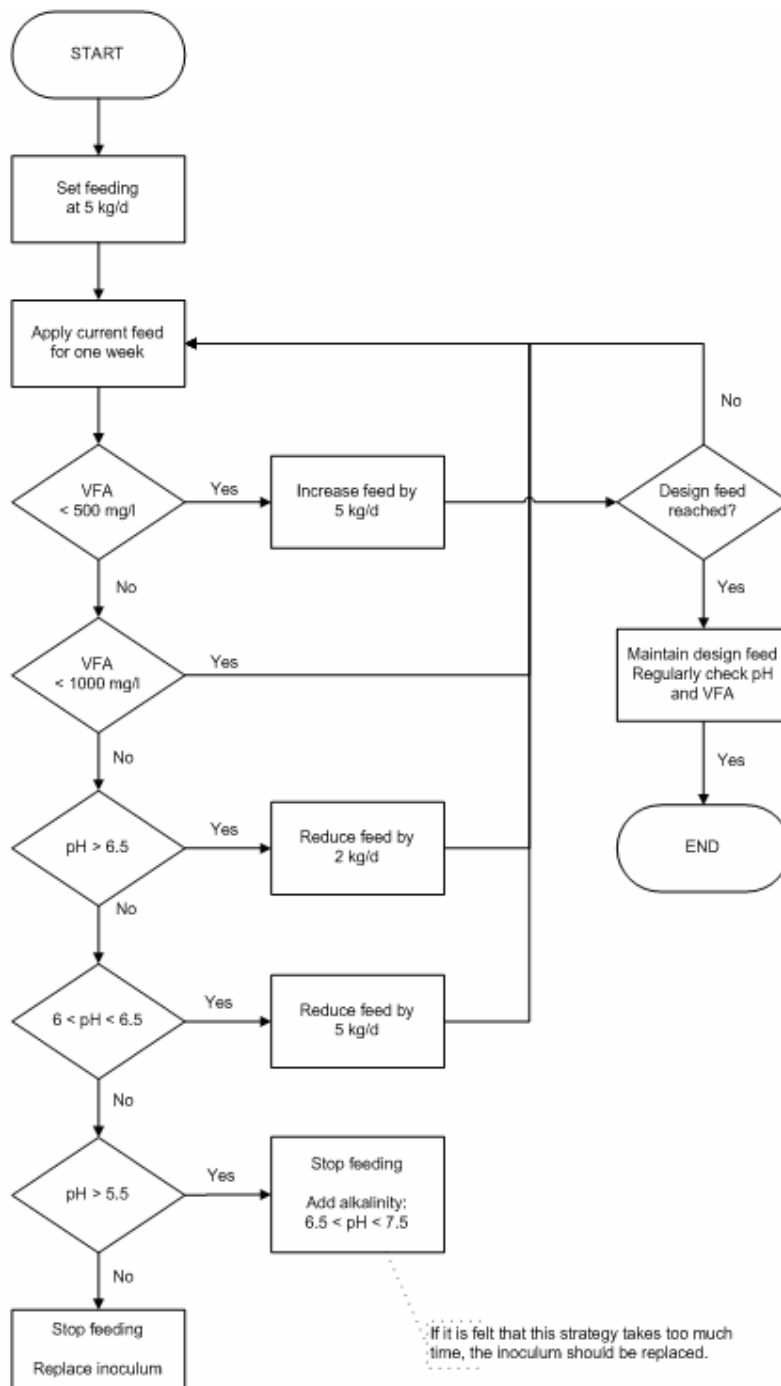 START
Set feeding
at 5 kg/d
Apply current feed
for one week
No
VFA
< 500 mg/l
Yes
Increase feed by
5 kg/d
Design feed
reached?
No
Yes
VFA
< 1000 mg/l
Yes
Maintain design feed
Regularly check pH
and VFA
No
Yes
pH > 6.5
Yes
Reduce feed by
2 kg/d
END
No
6 < pH < 6.5
Yes
Reduce feed by
5 kg/d
No
pH > 5.5
Yes
Stop feeding
Add alkalinity:
6.5 < pH < 7.5
No
Stop feeding
Replace inoculum
If it is felt that this strategy takes too much
time, the inoculum should be replaced.